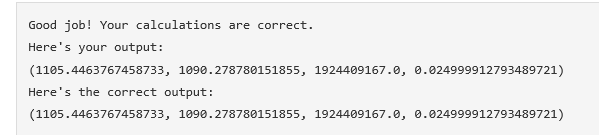 Good job! Your calculations are correct.
Here's your output:
(1105.4463767458733, 1090.278780151855, 1924409167.0, 0.024999912793489721)
Here's the correct output:
(1105.4463767458733, 1090.278780151855, 1924409167.0, 0.024999912793489721)